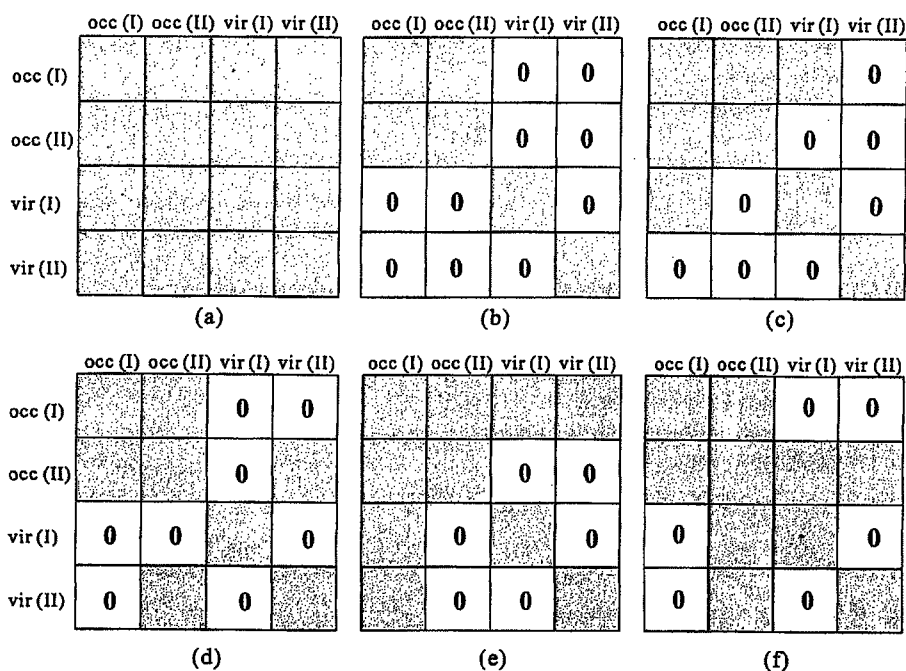 occ (I) occ (II) vir (I) vir (II) occ (I) occ (II) vir (I) vir (II) occ (I) occ (II) vir (I) vir (II)
occ (I) 0 0 0
occ (II) 0 0 0 0
vir (I) 0 0 0 0 0
vir (II) 0 0 0 0 0 0
(a) (b) (c)
occ (I) occ (II) vir (I) vir (II) occ (I) occ (II) vir (I) vir (II) occ (I) occ (II) vir (I) vir (II)
occ (I) 0 0 0 0
occ (II) 0 0 0
vir (I) 0 0 0 0 0 0 0
vir (II) 0 0 0 0 0 0
(d) (e) (f)